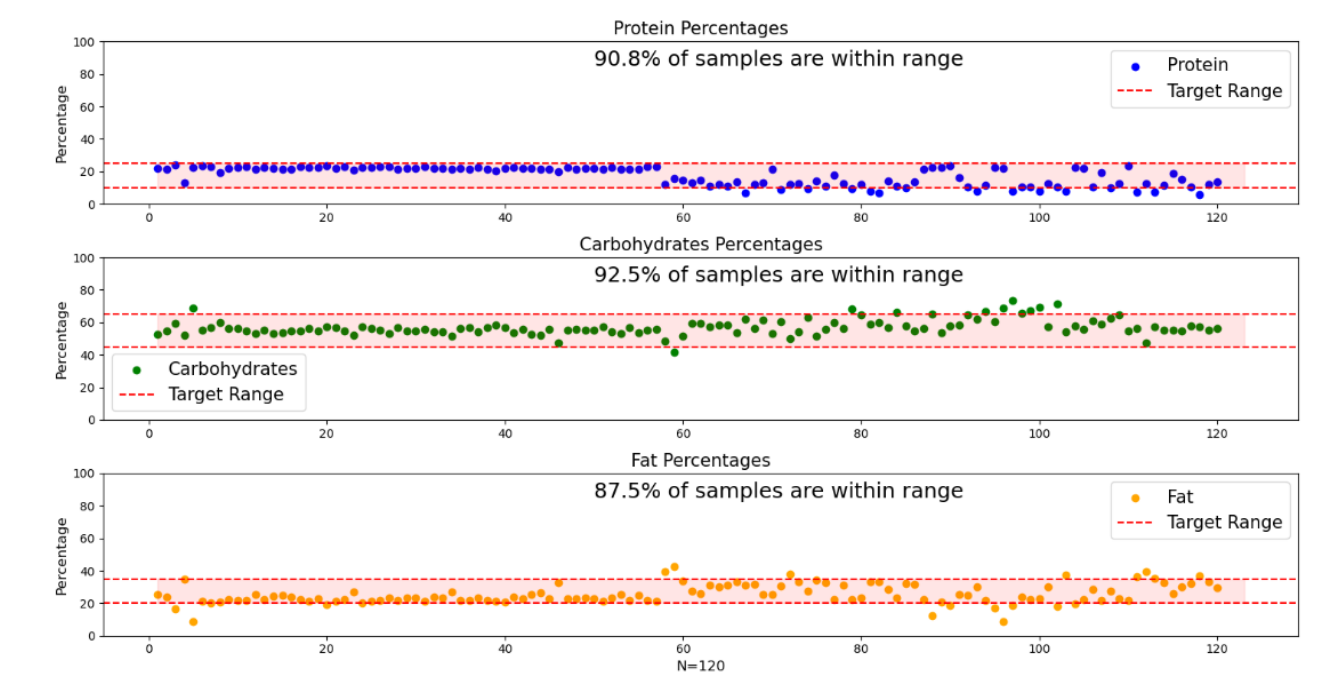 Protein Percentages
90.8% of samples are within range
Protein
Target Range
Percentage
100
80
60
40
20
0
0 20 40 60 80 100 120
Carbohydrates Percentages
92.5% of samples are within range
Carbohydrates
Target Range
Percentage
100
80
60
40
20
0
0 20 40 60 80 100 120
Fat Percentages
87.5% of samples are within range
Fat
Target Range
Percentage
100
80
60
40
20
0
0 20 40 60 80 100 120
N=120